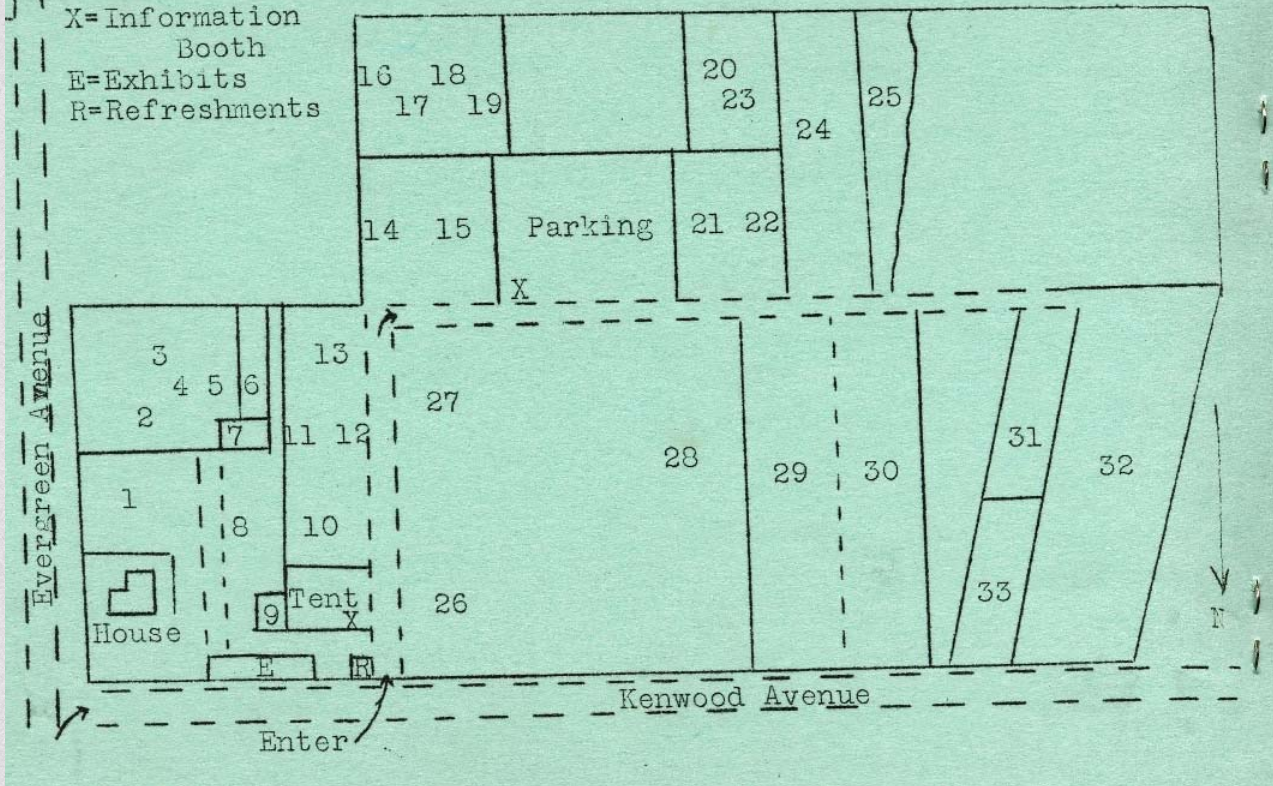 X=Information
Booth
E=Exhibits
R=Refreshments
16 18 20
17 19 23
25
24
14 15 Parking 21 22
X
3 13
4 5 6
2 27
7 11 12 31
28 29 30 32
1
8 10
33
9 Tent 26
X
House
E R
Kenwood Avenue
Enter
Evergreen Avenue
N